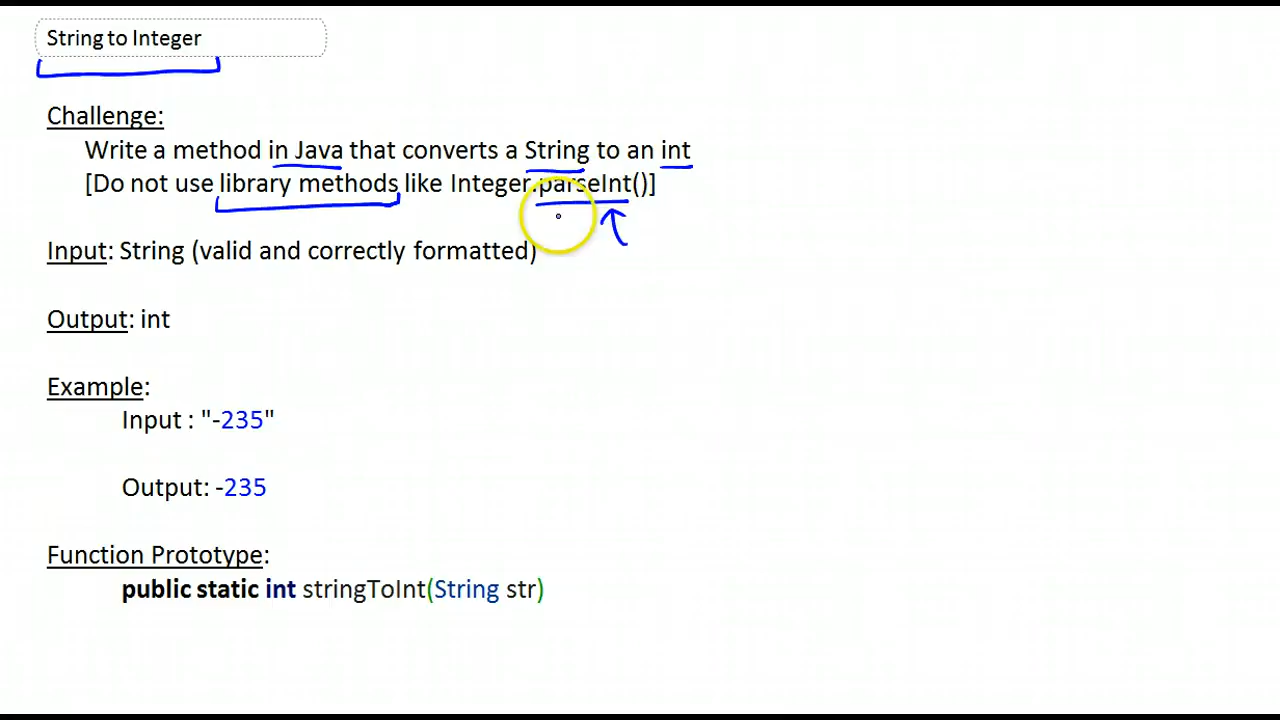 String to Integer
Challenge:
Write a method in Java that converts a String to an int
[Do not use library methods like Integer.parseInt()]
Input: String (valid and correctly formatted)
Output: int
Example:
Input : "-235"
Output: -235
Function Prototype:
public static int stringToInt(String str)